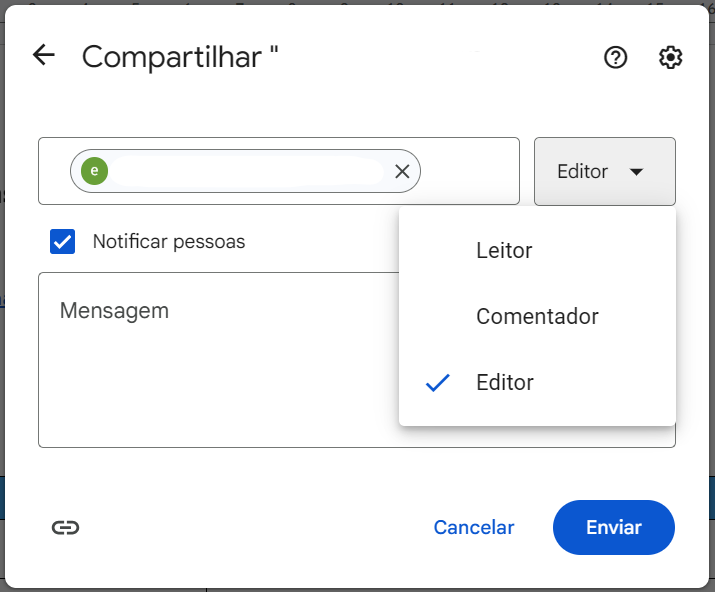 Compartilhar "
e
Editor
Notificar pessoas
Leitor
Mensagem
Comentador
Editor
Cancelar
Enviar